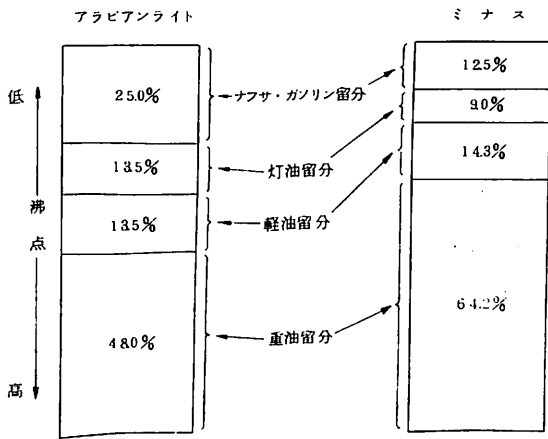 アラビアンライト
ミナス
低
沸点
高
25.0%
13.5%
13.5%
48.0%
ナフサ・ガソリン留分
灯油留分
軽油留分
重油留分
12.5%
9.0%
14.3%
64.2%